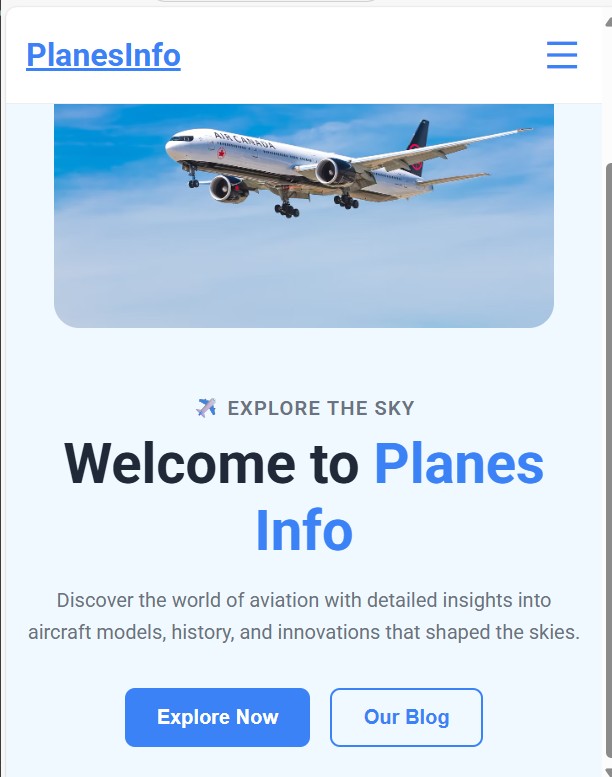 PlanesInfo
AIR CANADA
EXPLORE THE SKY
Welcome to Planes
Info
Discover the world of aviation with detailed insights into
aircraft models, history, and innovations that shaped the skies.
Explore Now
Our Blog